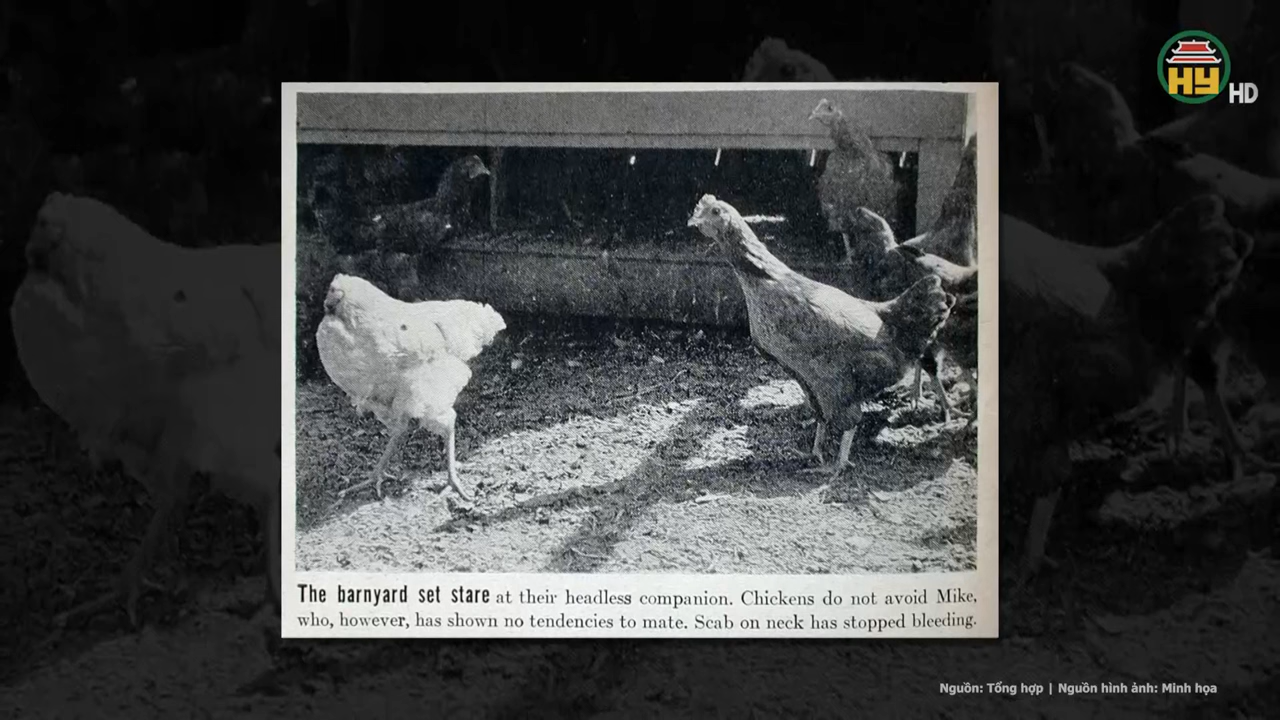 HY HD
The barnyard set stare at their headless companion. Chickens do not avoid Mike,
who, however, has shown no tendencies to mate. Scab on neck has stopped bleeding.
Nguồn: Tổng hợp | Nguồn hình ảnh: Minh họa